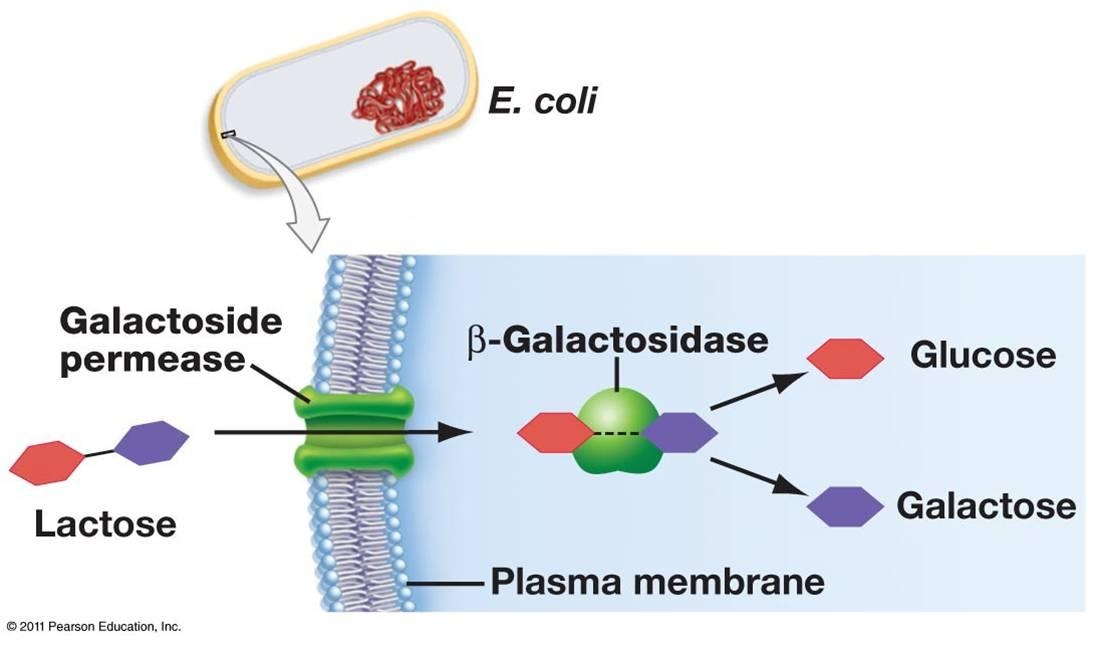 E. coli
Galactoside
permease
β-Galactosidase
Glucose
Lactose
Galactose
Plasma membrane
© 2011 Pearson Education, Inc.